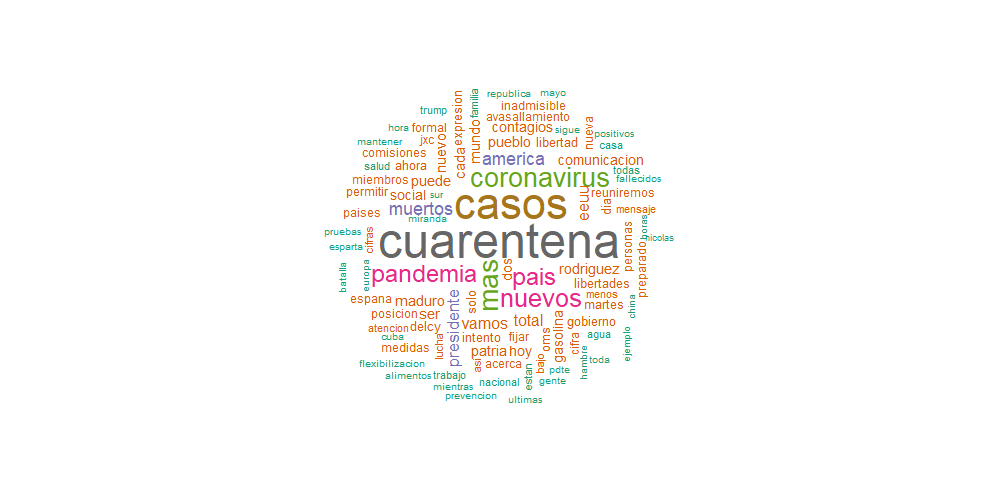 republica
mayo
trump
expresion
familia
inadmisible
avasallamiento
hora
formal
contagios
sigue
nueva
positivos
mantener
jxc
nuevo
mundo
pueblo
libertad
casa
comisiones
cada
america
comunicacion
salud
ahora
coronavirus
todas
fallecidos
miembros
puede
permitir
social
sur
casos
eeuu
reuniremos
paises
muertos
miranda
dia
mensaje
pruebas
cifras
cuarentena
personas
horas
nicolas
esparta
batalla
europa
pandemia
mas
dos
pais
rodriguez
preparado
libertades
espana
maduro
solo
nuevos
menos
martes
china
posicion
ser
presidente
vamos
total
gasolina
gobierno
atencion
delcy
cuba
intento
fijar
oms
cifra
agua
ejemplo
medidas
lucha
patria
hoy
flexibilizacion
asi
acerca
bajo
hambre
toda
alimentos
trabajo
nacional
estan
pdte
gente
mientras
prevencion
ultimas